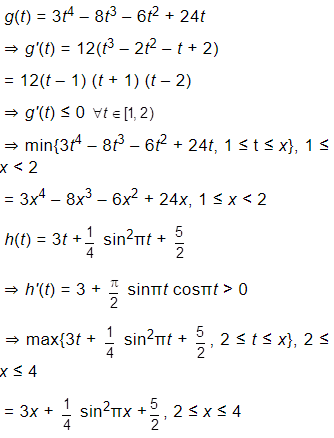 g(t) = 3t⁴ – 8t³ – 6t² + 24t
⇒ g'(t) = 12(t³ – 2t² – t + 2)
= 12(t – 1) (t + 1) (t – 2)
⇒ g'(t) ≤ 0 ∀t ∈ [1, 2)
⇒ min{3t⁴ – 8t³ – 6t² + 24t, 1 ≤ t ≤ x}, 1 ≤
x < 2
= 3x⁴ – 8x³ – 6x² + 24x, 1 ≤ x < 2
h(t) = 3t + 1/4 sin²πt + 5/2
⇒ h'(t) = 3 + π/2 sinπt cosπt > 0
⇒ max{3t + 1/4 sin²πt + 5/2, 2 ≤ t ≤ x}, 2 ≤
x ≤ 4
= 3x + 1/4 sin²πx + 5/2, 2 ≤ x ≤ 4